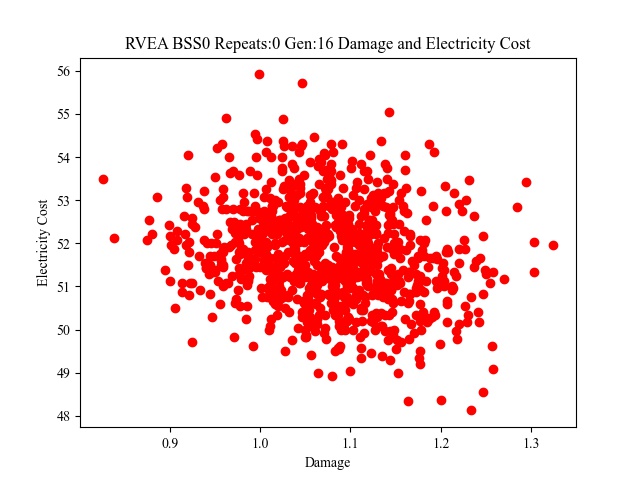 RVEA BSS0 Repeats:0 Gen:16 Damage and Electricity Cost
56
55
54
53
52
51
50
49
48
Electricity Cost
0.9 1.0 1.1 1.2 1.3
Damage